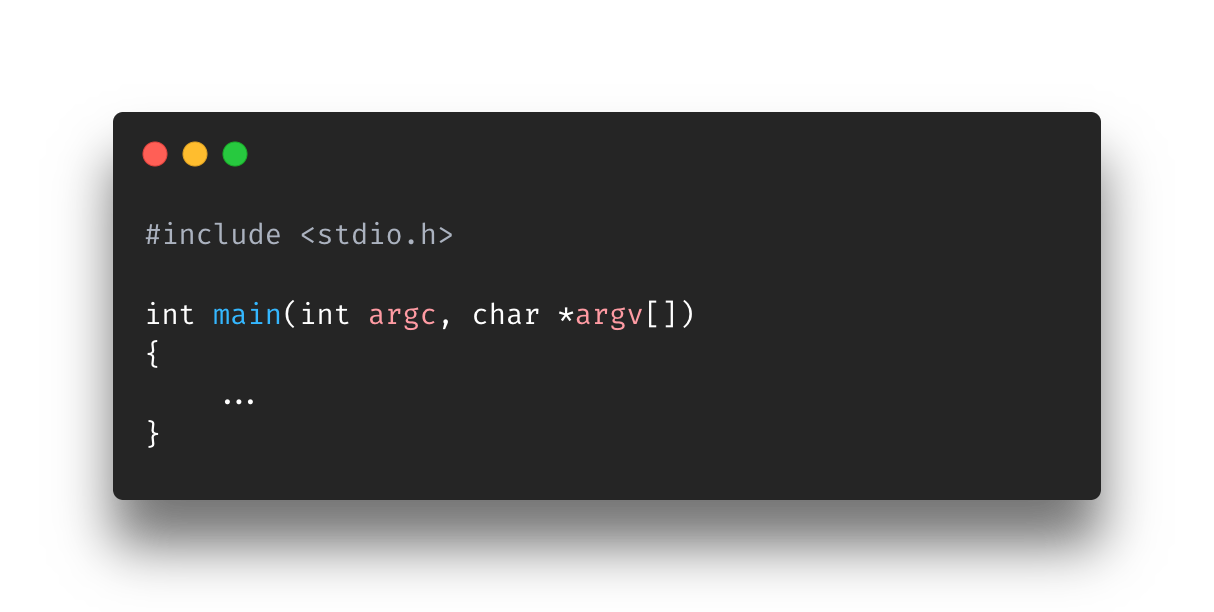 #include <stdio.h>
int main(int argc, char *argv[])
{
...
}